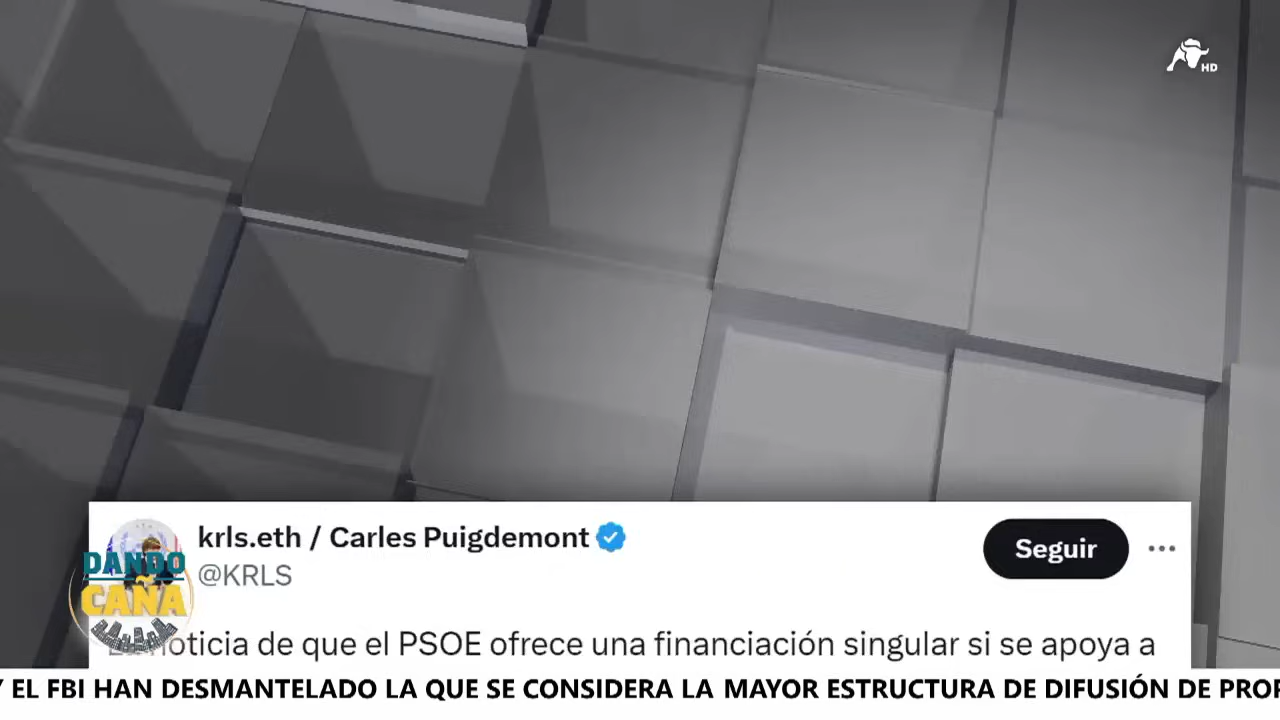 HD
krls.eth / Carles Puigdemont
@KRLS
Seguir
noticia de que el PSOE ofrece una financiación singular si se apoya a
DANDO
CAÑA
Y EL FBI HAN DESMANTELADO LA QUE SE CONSIDERA LA MAYOR ESTRUCTURA DE DIFUSIÓN DE